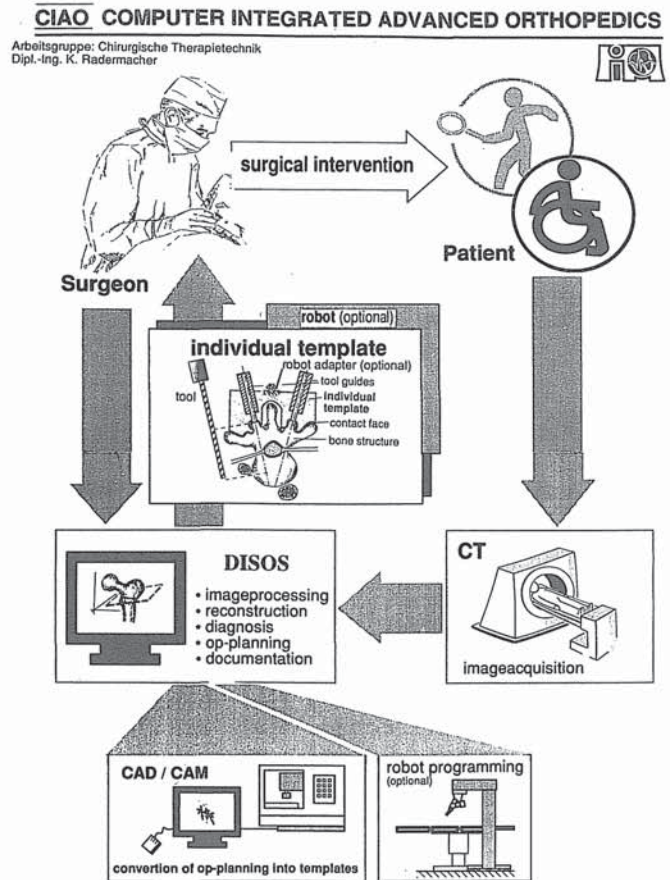 CIAO COMPUTER INTEGRATED ADVANCED ORTHOPEDICS
Arbeitsgruppe: Chirurgische Therapietechnik
Dipl.-Ing. K. Radermacher
surgical intervention
Surgeon
Patient
robot (optional)
individual template
robot adapter (optional)
tool
tool guides
individual
template
contact face
bone structure
DISOS
• imageprocessing
• reconstruction
• diagnosis
• op-planning
• documentation
CT
imageacquisition
CAD / CAM
convertion of op-planning into templates
robot programming
(optional)